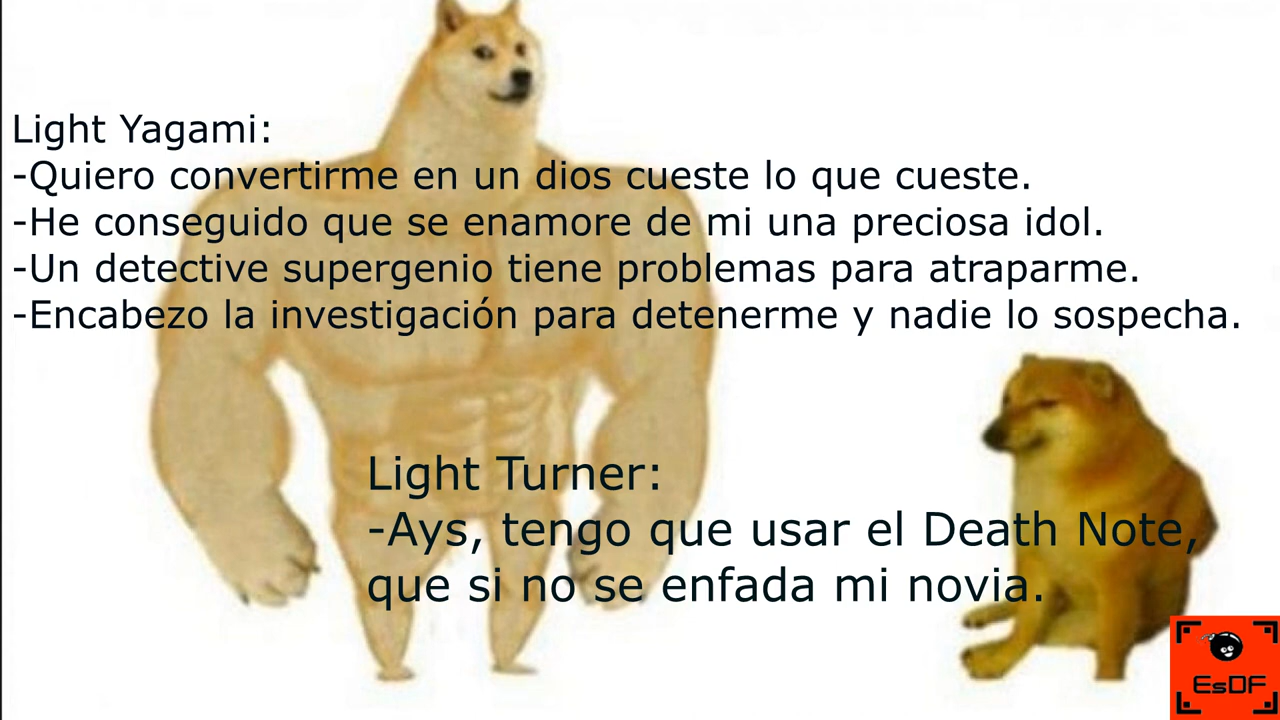 Light Yagami:
-Quiero convertirme en un dios cueste lo que cueste.
-He conseguido que se enamore de mi una preciosa idol.
-Un detective supergenio tiene problemas para atraparme.
-Encabezo la investigación para detenerme y nadie lo sospecha.
Light Turner:
-Ays, tengo que usar el Death Note,
que si no se enfada mi novia.
EsDF